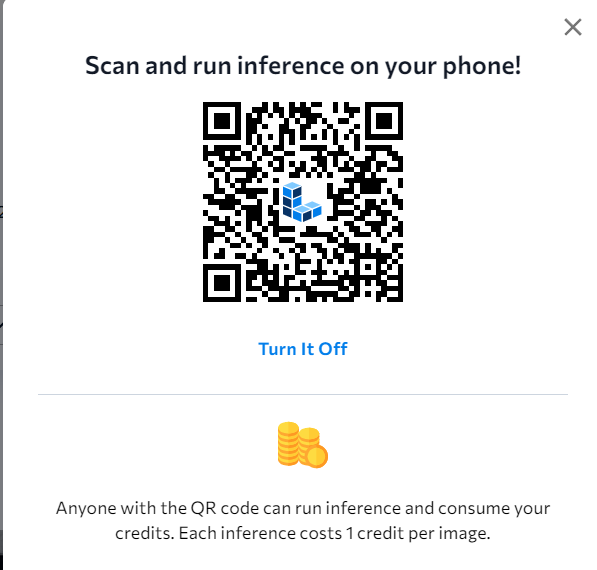 Scan and run inference on your phone!
Turn It Off
Anyone with the QR code can run inference and consume your
credits. Each inference costs 1 credit per image.